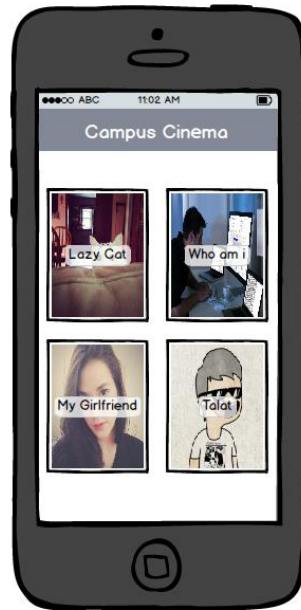 ABC 11:02 AM
Campus Cinema
Lazy Cat
Who am i
My Girlfriend
Talat